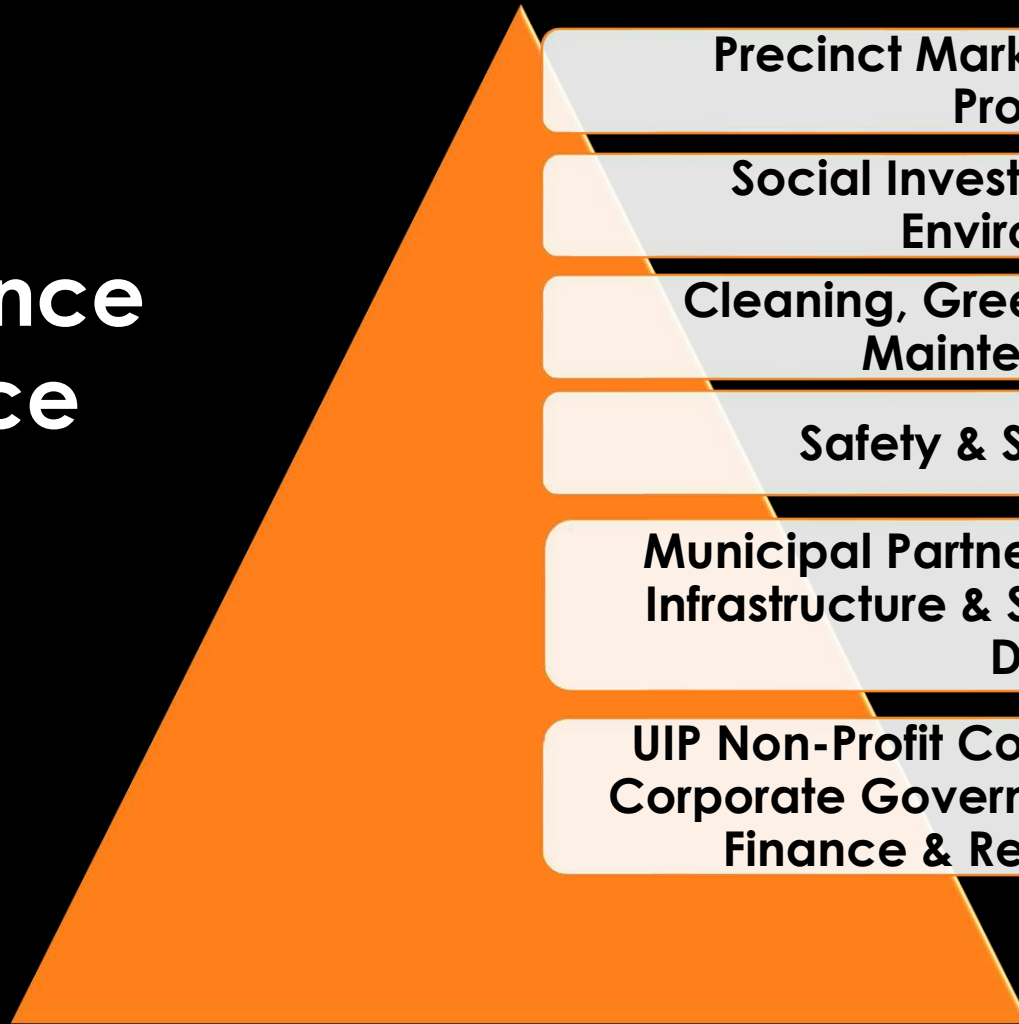 nce
ce
Precinct Mark
Pro
Social Invest
Enviro
Cleaning, Gree
Mainte
Safety & S
Municipal Partne
Infrastructure & S
D
UIP Non-Profit Co
Corporate Govern
Finance & Re